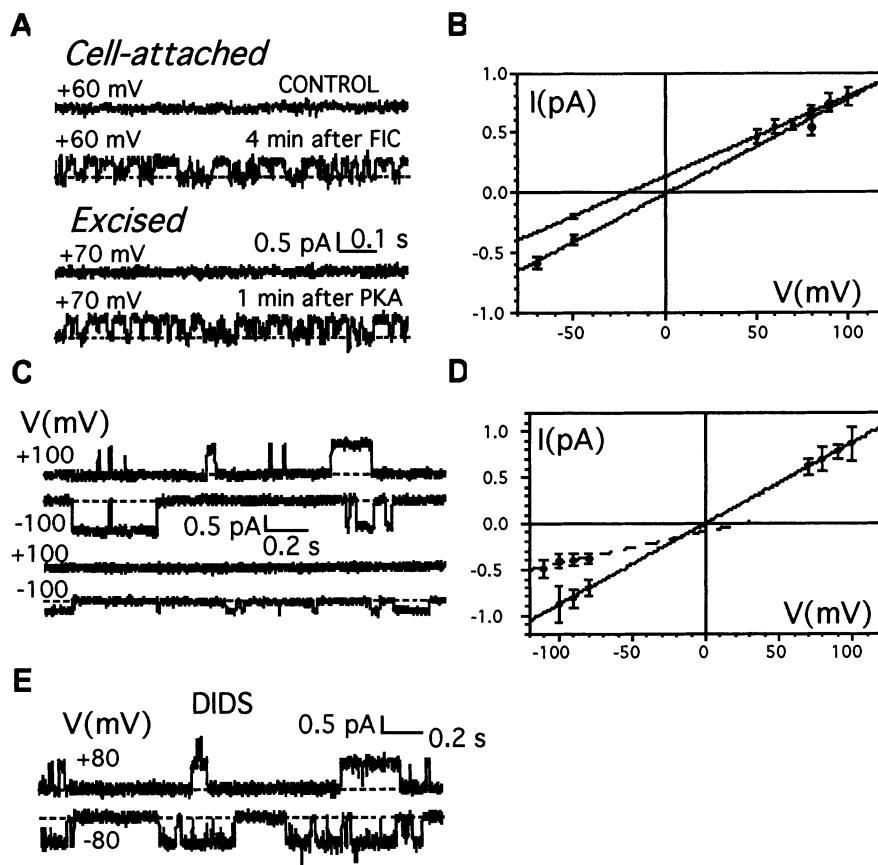 A
Cell-attached
+60 mV CONTROL
+60 mV 4 min after FIC
Excised
+70 mV 0.5 pA 0.1 s
+70 mV 1 min after PKA
B
I(pA)
1.0
0.5
0.0
-0.5
-1.0
V(mV)
-50 0 50 100
C
V(mV)
+100
-100
0.5 pA
0.2 s
+100
-100
D
I(pA)
1.0
0.5
0.0
-0.5
-1.0
V(mV)
-100 -50 0 50 100
E
DIDS
V(mV)
0.5 pA
0.2 s
+80
-80